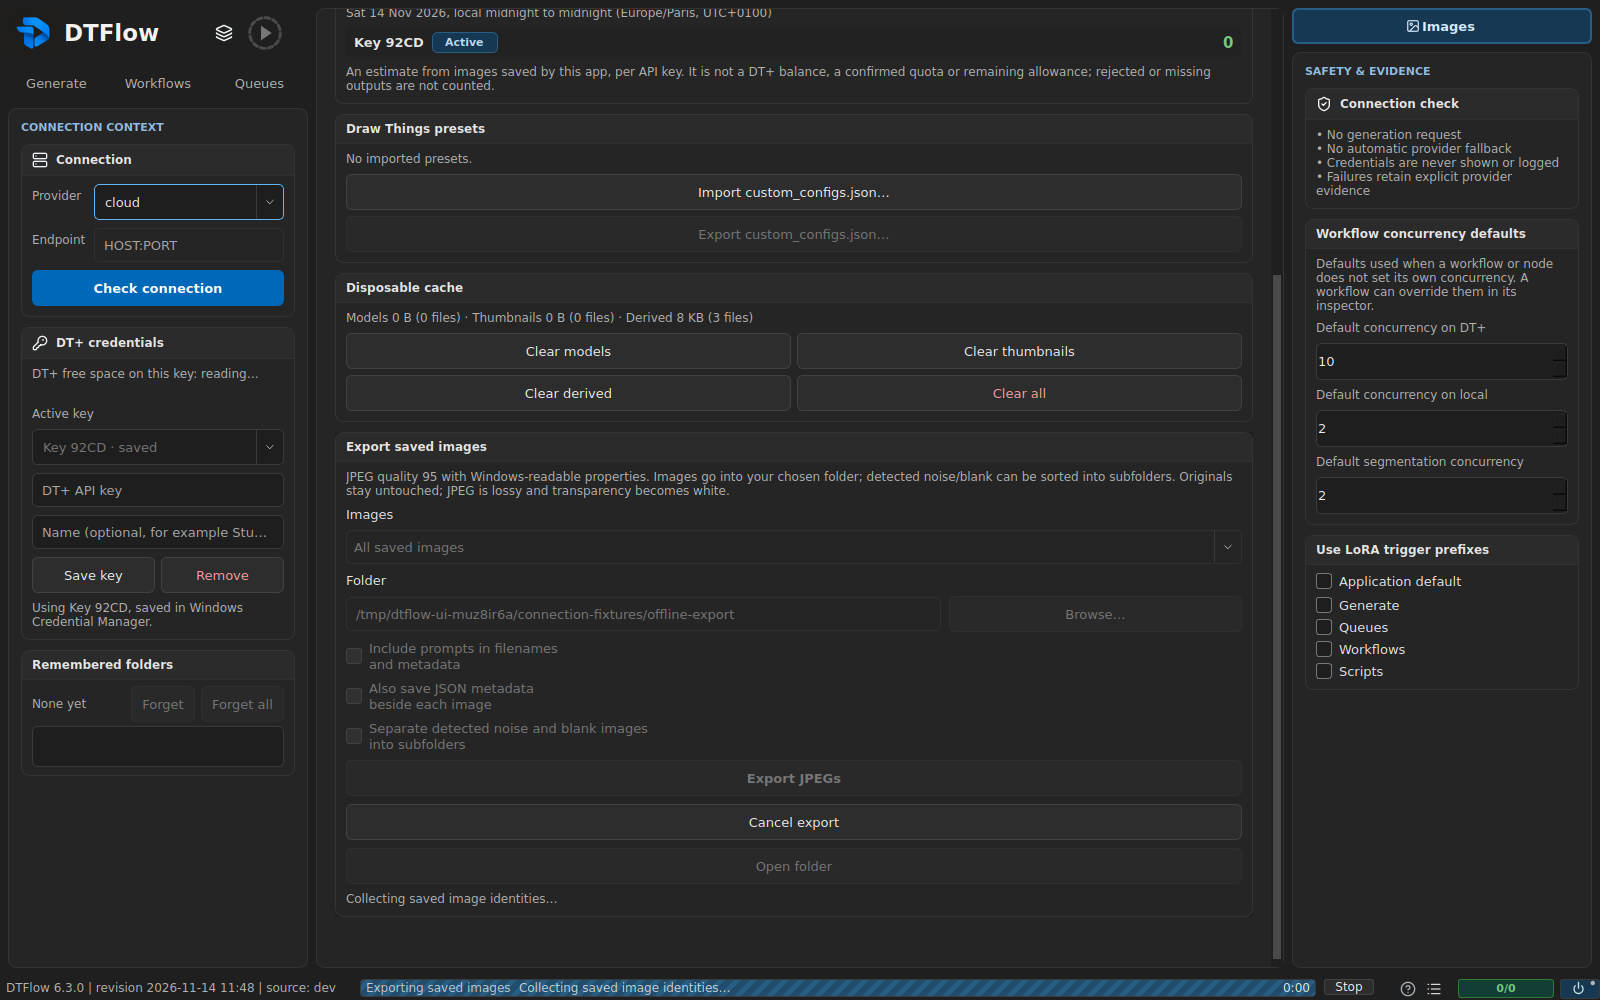 DTFlow
Generate
Workflows
Queues
CONNECTION CONTEXT
Connection
Provider
cloud
Endpoint
HOST:PORT
Check connection
DT+ credentials
DT+ free space on this key: reading...
Active key
Key 92CD · saved
DT+ API key
Name (optional, for example Stu...
Save key
Remove
Using Key 92CD, saved in Windows
Credential Manager.
Remembered folders
None yet
Forget
Forget all
Sat 14 Nov 2026, local midnight to midnight (Europe/Paris, UTC+0100)
Key 92CD
Active
0
An estimate from images saved by this app, per API key. It is not a DT+ balance, a confirmed quota or remaining allowance; rejected or missing
outputs are not counted.
Draw Things presets
No imported presets.
Import custom_configs.json...
Export custom_configs.json...
Disposable cache
Models 0 B (0 files) · Thumbnails 0 B (0 files) · Derived 8 KB (3 files)
Clear models
Clear thumbnails
Clear derived
Clear all
Export saved images
JPEG quality 95 with Windows-readable properties. Images go into your chosen folder; detected noise/blank can be sorted into subfolders. Originals
stay untouched; JPEG is lossy and transparency becomes white.
Images
All saved images
Folder
/tmp/dtflow-ui-muz8ir6a/connection-fixtures/offline-export
Browse...
Include prompts in filenames
and metadata
Also save JSON metadata
beside each image
Separate detected noise and blank images
into subfolders
Export JPEGs
Cancel export
Open folder
Collecting saved image identities...
Images
SAFETY & EVIDENCE
Connection check
• No generation request
• No automatic provider fallback
• Credentials are never shown or logged
• Failures retain explicit provider
evidence
Workflow concurrency defaults
Defaults used when a workflow or node
does not set its own concurrency. A
workflow can override them in its
inspector.
Default concurrency on DT+
10
Default concurrency on local
2
Default segmentation concurrency
2
Use LoRA trigger prefixes
Application default
Generate
Queues
Workflows
Scripts
DTFlow 6.3.0 | revision 2026-11-14 11:48 | source: dev
Exporting saved images Collecting saved image identities...
0:00
Stop
0/0